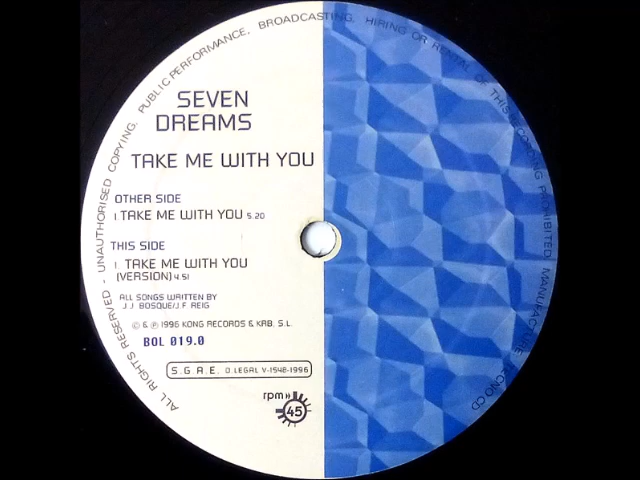 ALL RIGHTS RESERVED - UNAUTHORISED COPYING, PUBLIC PERFORMANCE, BROADCASTING, HIRING OR RENTAL OF THIS RECORDING PROHIBITED. MANUFACTURE TECNO CD
SEVEN
DREAMS
TAKE ME WITH YOU
OTHER SIDE
1 TAKE ME WITH YOU 5.20
THIS SIDE
1 TAKE ME WITH YOU
(VERSION) 4.51
ALL SONGS WRITTEN BY
J.J BOSQUE/J.F REIG
© & ℗ 1996 KONG RECORDS & KRB, S.L.
BOL 019.0
S.G.A.E. D.LEGAL V-1548-1996
rpm»
45